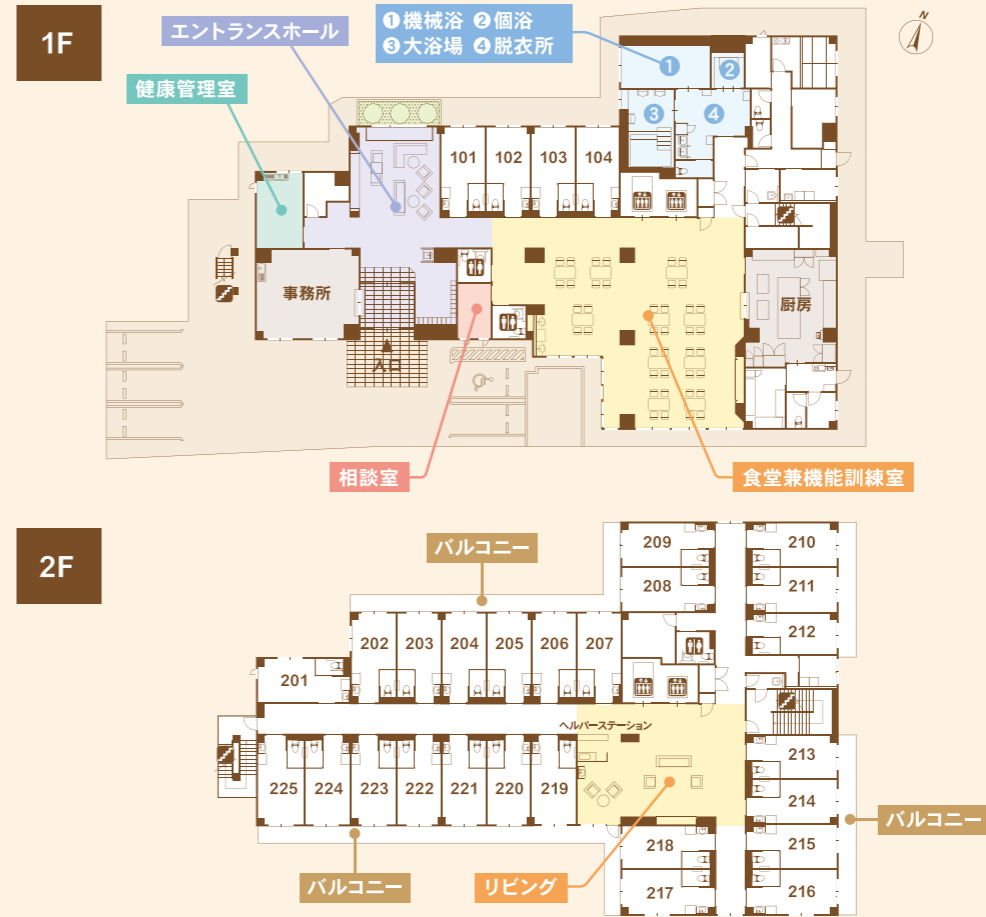 1F
エントランスホール
❶機械浴 ❷個浴
❸大浴場 ❹脱衣所
N
健康管理室
1
2
3
4
101
102
103
104
事務所
厨房
入口
相談室
食堂兼機能訓練室
2F
バルコニー
209
210
208
211
202
203
204
205
206
207
212
201
ヘルパーステーション
213
225
224
223
222
221
220
219
214
バルコニー
218
215
バルコニー
リビング
217
216